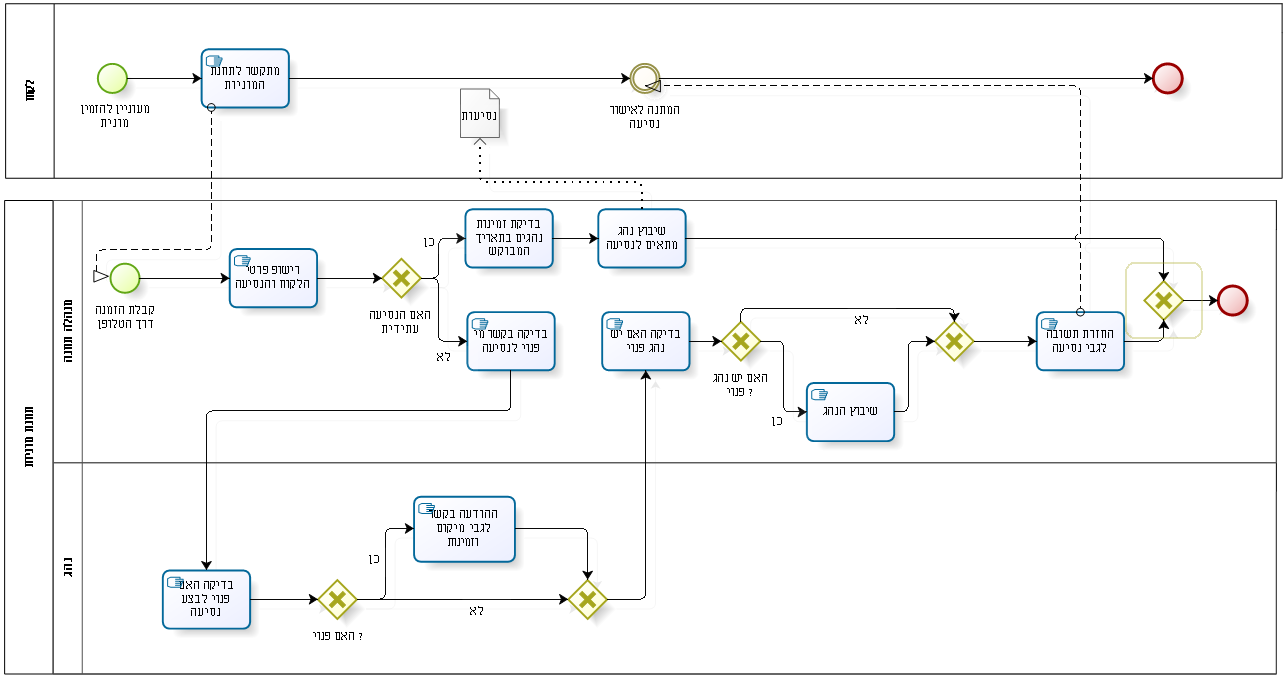 לקוח
מעוניין להזמין
מונית
מתקשר לתחנת
המוניות
נסיעות
המתנה לאישור
נסיעה
תחנת מוניות
מנהלת תחנה
קבלת הזמנה
דרך הטלופן
רישום פרטי
הלקוח והנסיעה
האם הנסיעה
עתידית
כן
לא
בדיקת זמינות
נהגים בתאריך
המבוקש
שיבוץ נהג
מתאים לנסיעה
בדיקה בקשר מי
פנוי לנסיעה
בדיקה האם יש
נהג פנוי
האם יש נהג
פנוי ?
לא
כן
שיבוץ הנהג
החזרת תשובה
לגבי נסיעה
נהג
בדיקה האם
פנוי לבצע
נסיעה
האם פנוי ?
כן
לא
ההודעה בקשר
לגבי מיקום
וזמינות